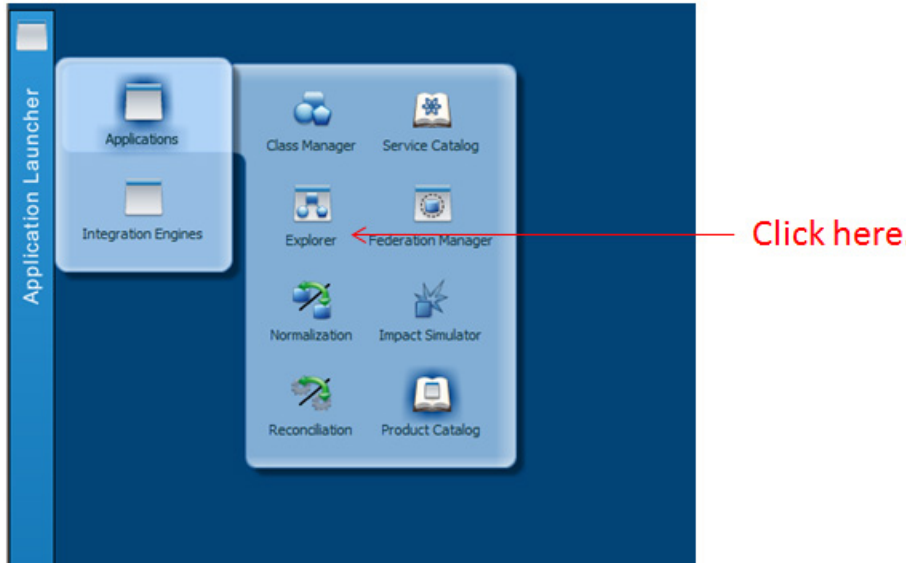 Application Launcher
Applications
Integration Engines
Class Manager
Service Catalog
Explorer
Federation Manager
Normalization
Impact Simulator
Reconciliation
Product Catalog
Click here